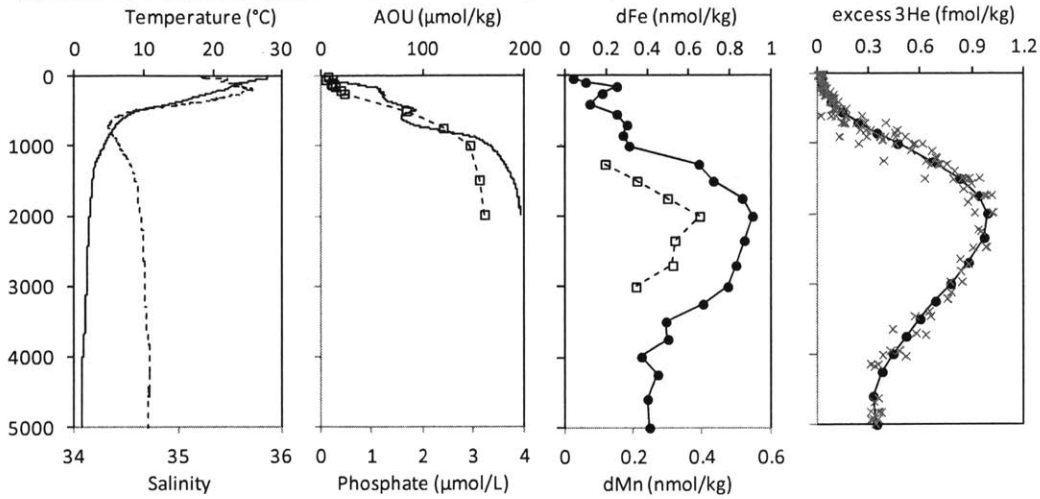 Temperature (°C) AOU (μmol/kg) dFe (nmol/kg) excess 3He (fmol/kg)
0 10 20 30 0 100 200 0 0.2 0.4 0.6 0.8 1 0 0.3 0.6 0.9 1.2
0
1000
2000
3000
4000
5000
34 35 36 0 1 2 3 4 0 0.2 0.4 0.6
Salinity Phosphate (μmol/L) dMn (nmol/kg)